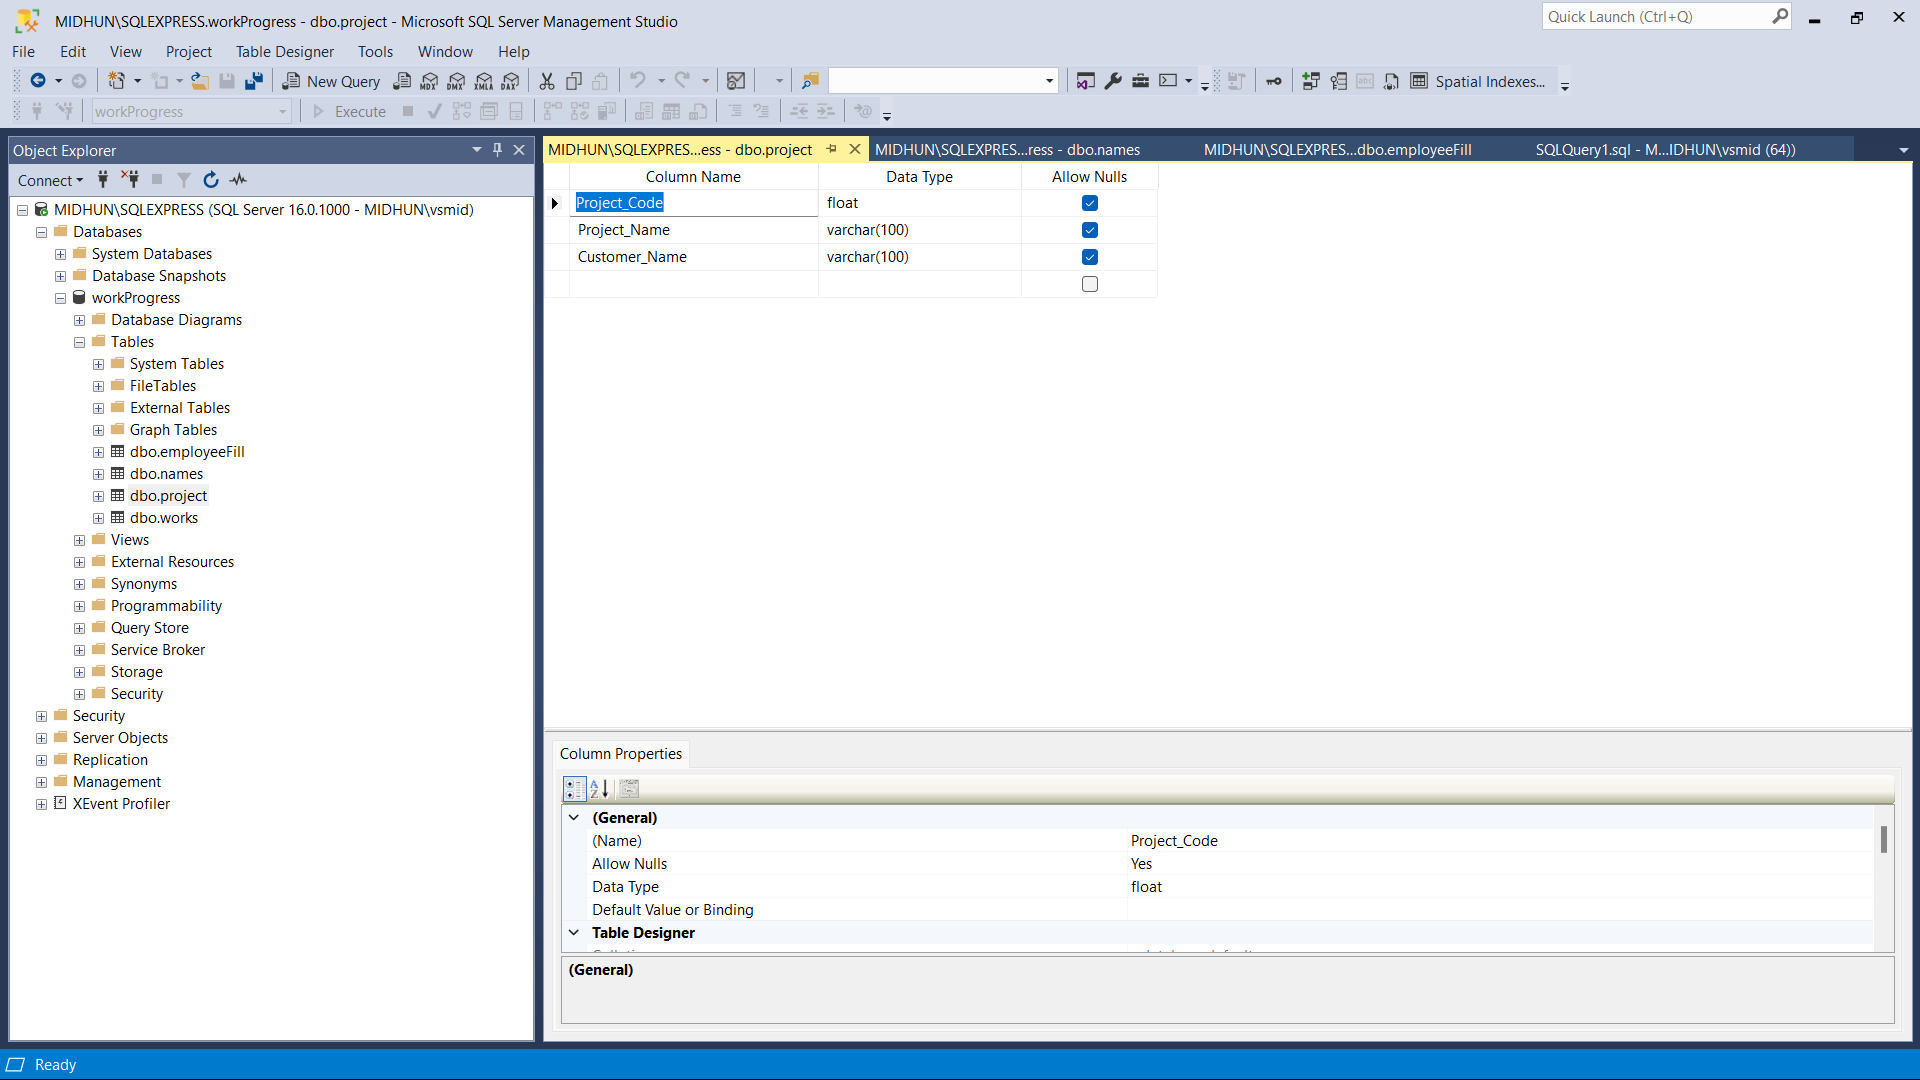 MIDHUN\SQLEXPRESS.workProgress - dbo.project - Microsoft SQL Server Management Studio
Quick Launch (Ctrl+Q)
File Edit View Project Table Designer Tools Window Help
New Query MDX DMX XMLA DAX Spatial Indexes...
workProgress Execute
Object Explorer
Connect
MIDHUN\SQLEXPRESS (SQL Server 16.0.1000 - MIDHUN\vsmid)
Databases
System Databases
Database Snapshots
workProgress
Database Diagrams
Tables
System Tables
FileTables
External Tables
Graph Tables
dbo.employeeFill
dbo.names
dbo.project
dbo.works
Views
External Resources
Synonyms
Programmability
Query Store
Service Broker
Storage
Security
Security
Server Objects
Replication
Management
XEvent Profiler
MIDHUN\SQLEXPRES...ess - dbo.project MIDHUN\SQLEXPRES...ress - dbo.names MIDHUN\SQLEXPRES...dbo.employeeFill SQLQuery1.sql - M...IDHUN\vsmid (64))
Column Name Data Type Allow Nulls
Project_Code float
Project_Name varchar(100)
Customer_Name varchar(100)
Column Properties
(General)
(Name) Project_Code
Allow Nulls Yes
Data Type float
Default Value or Binding
Table Designer
(General)
Ready